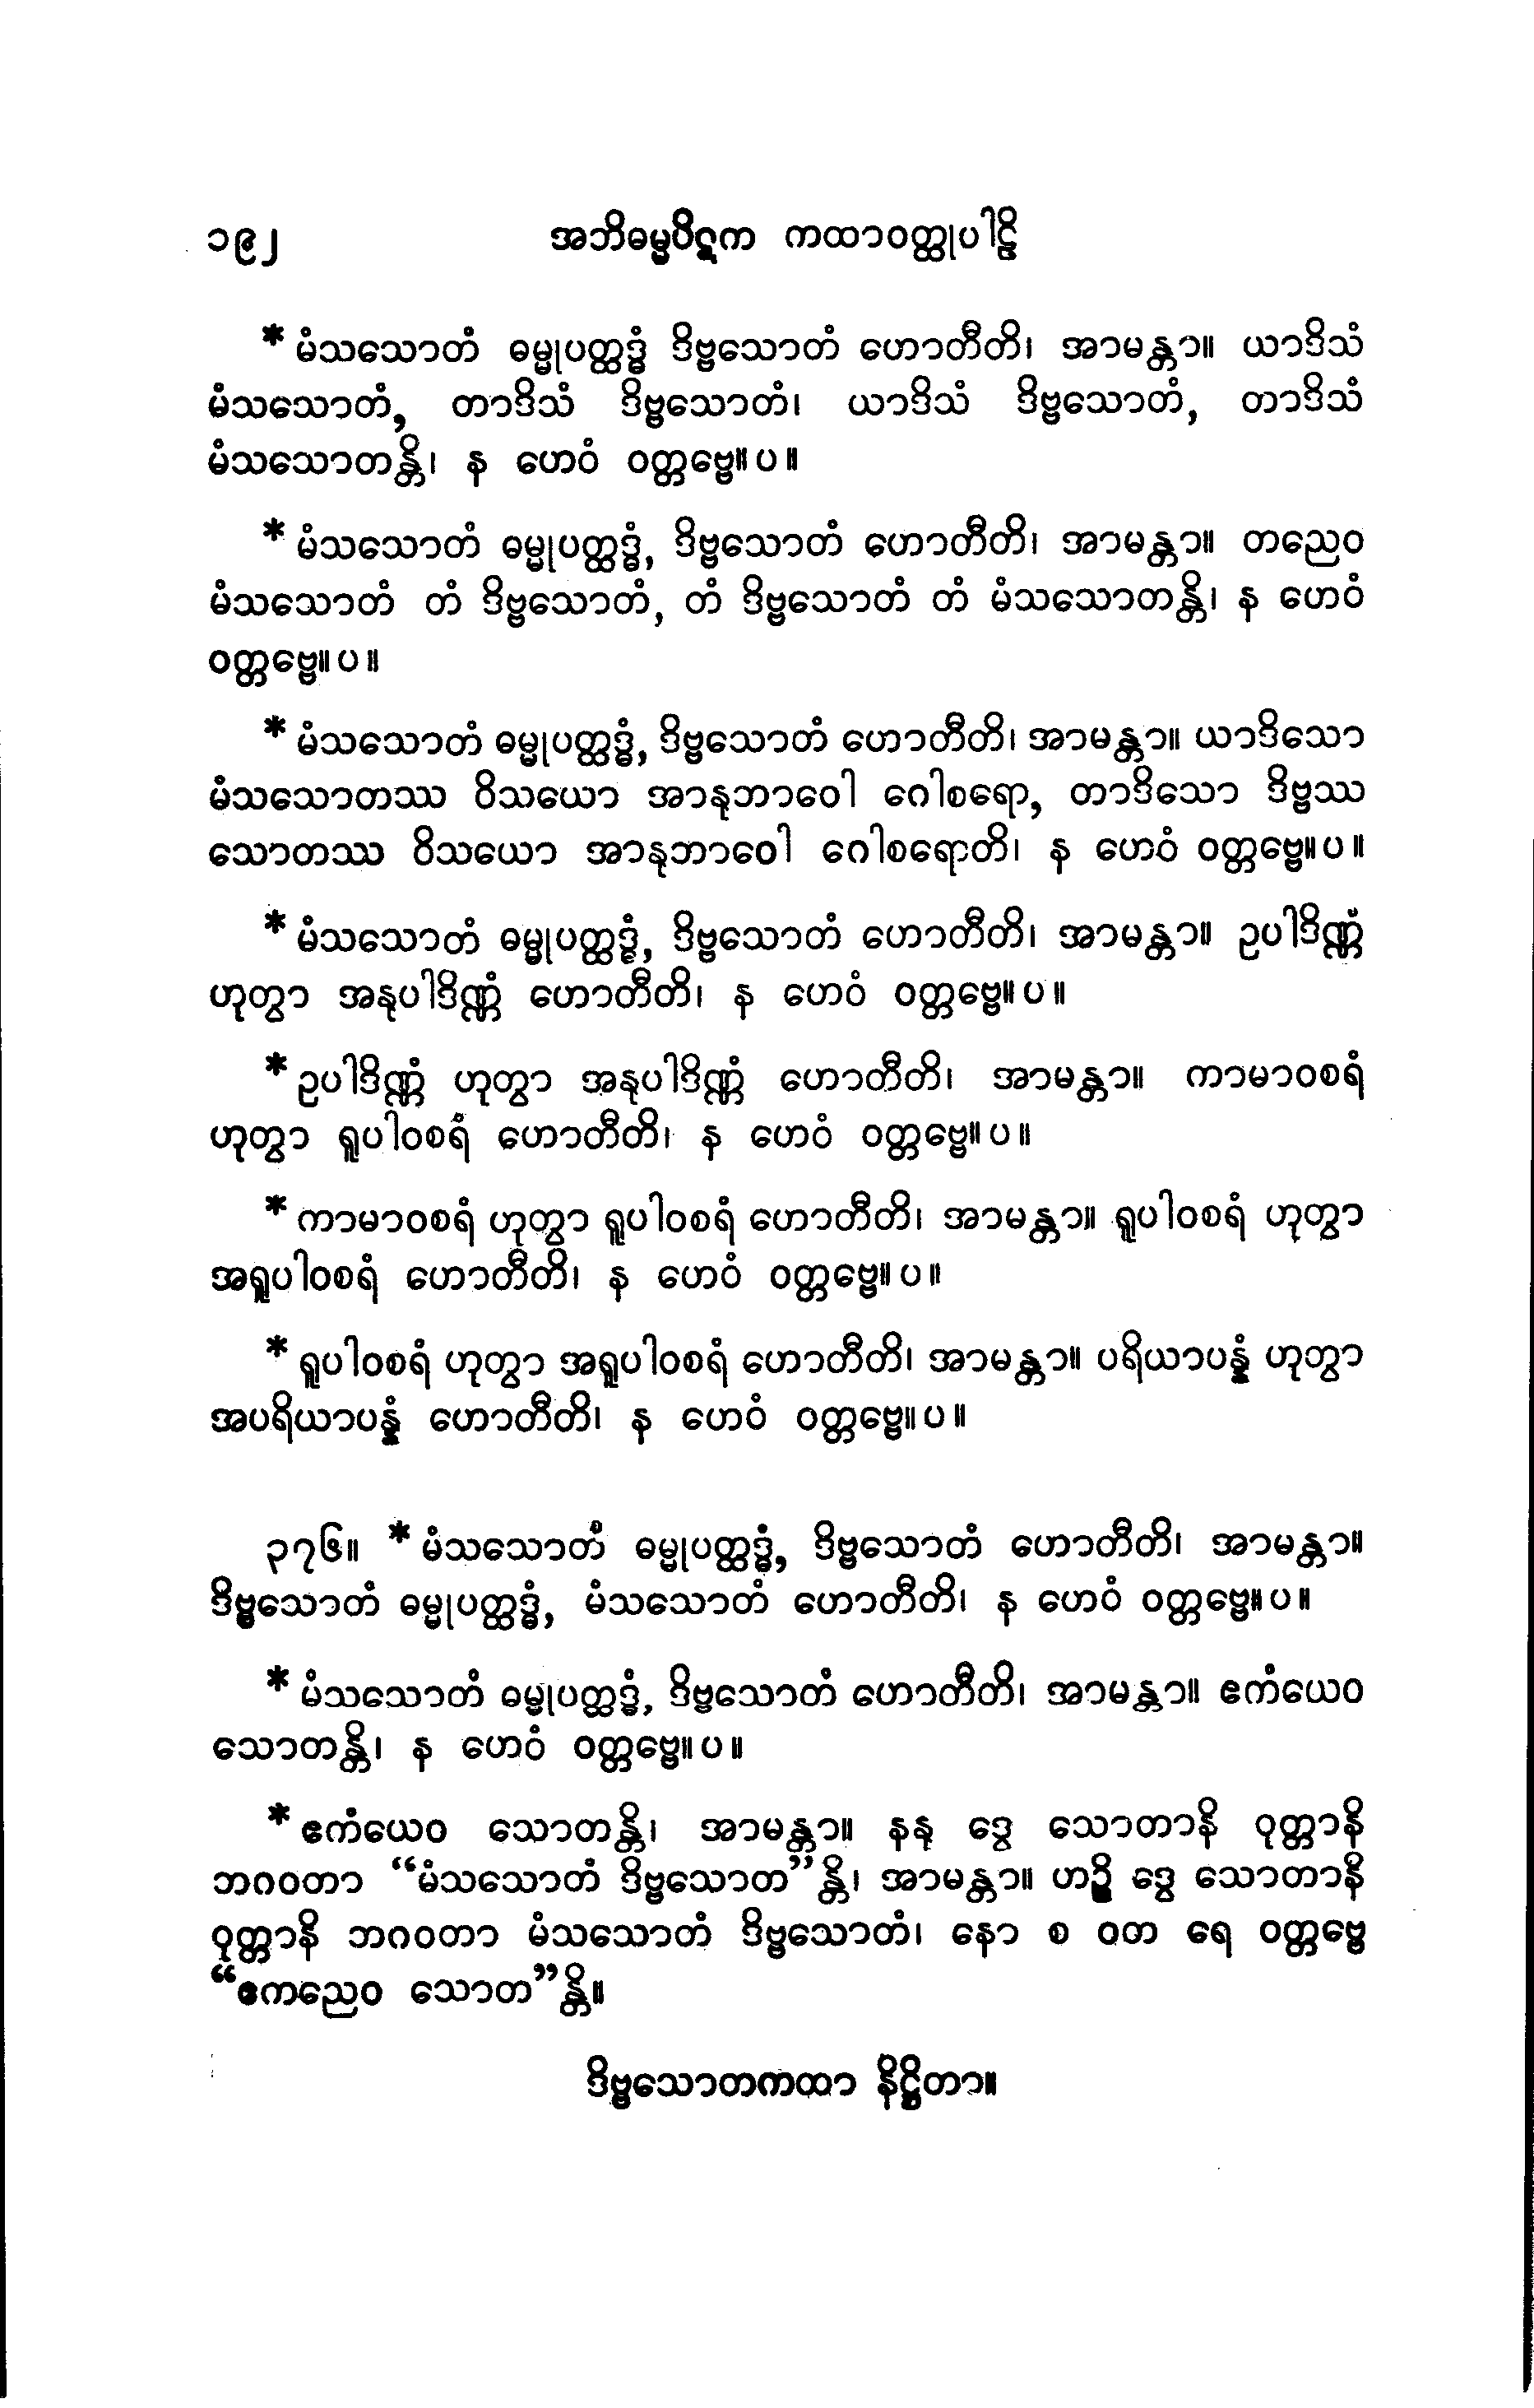 ၁၉၂ အဘိဓမ္မပိဋက ကထာဝတ္ထုပါဠိ
* မံသသောတံ ဓမ္မုပတ္ထဒ္ဓံ ဒိဗ္ဗသောတံ ဟောတီတိ၊ အာမန္တာ။ ယာဒိသံ
မံသသောတံ, တာဒိသံ ဒိဗ္ဗသောတံ၊ ယာဒိသံ ဒိဗ္ဗသောတံ, တာဒိသံ
မံသသောတန္တိ၊ န ဟေဝံ ဝတ္တဗ္ဗေ။ပ။
* မံသသောတံ ဓမ္မုပတ္ထဒ္ဓံ, ဒိဗ္ဗသောတံ ဟောတီတိ၊ အာမန္တာ။ တညေဝ
မံသသောတံ တံ ဒိဗ္ဗသောတံ, တံ ဒိဗ္ဗသောတံ တံ မံသသောတန္တိ၊ န ဟေဝံ
ဝတ္တဗ္ဗေ။ပ။
* မံသသောတံ ဓမ္မုပတ္ထဒ္ဓံ, ဒိဗ္ဗသောတံ ဟောတီတိ၊ အာမန္တာ။ ယာဒိသော
မံသသောတဿ ဝိသယော အာနုဘာဝေါ ဂေါစရော, တာဒိသော ဒိဗ္ဗဿ
သောတဿ ဝိသယော အာနုဘာဝေါ ဂေါစရောတိ၊ န ဟေဝံ ဝတ္တဗ္ဗေ။ပ။
* မံသသောတံ ဓမ္မုပတ္ထဒ္ဓံ, ဒိဗ္ဗသောတံ ဟောတီတိ၊ အာမန္တာ။ ဥပါဒိဏ္ဏံ
ဟုတွာ အနုပါဒိဏ္ဏံ ဟောတီတိ၊ န ဟေဝံ ဝတ္တဗ္ဗေ။ပ။
* ဥပါဒိဏ္ဏံ ဟုတွာ အနုပါဒိဏ္ဏံ ဟောတီတိ၊ အာမန္တာ။ ကာမာဝစရံ
ဟုတွာ ရူပါဝစရံ ဟောတီတိ၊ န ဟေဝံ ဝတ္တဗ္ဗေ။ပ။
* ကာမာဝစရံ ဟုတွာ ရူပါဝစရံ ဟောတီတိ၊ အာမန္တာ။ ရူပါဝစရံ ဟုတွာ
အရူပါဝစရံ ဟောတီတိ၊ န ဟေဝံ ဝတ္တဗ္ဗေ။ပ။
* ရူပါဝစရံ ဟုတွာ အရူပါဝစရံ ဟောတီတိ၊ အာမန္တာ။ ပရိယာပန္နံ ဟုတွာ
အပရိယာပန္နံ ဟောတီတိ၊ န ဟေဝံ ဝတ္တဗ္ဗေ။ပ။
၃၇၆။ * မံသသောတံ ဓမ္မုပတ္ထဒ္ဓံ, ဒိဗ္ဗသောတံ ဟောတီတိ၊ အာမန္တာ။
ဒိဗ္ဗသောတံ ဓမ္မုပတ္ထဒ္ဓံ, မံသသောတံ ဟောတီတိ၊ န ဟေဝံ ဝတ္တဗ္ဗေ။ပ။
* မံသသောတံ ဓမ္မုပတ္ထဒ္ဓံ, ဒိဗ္ဗသောတံ ဟောတီတိ၊ အာမန္တာ။ ဧကံယေဝ
သောတန္တိ၊ န ဟေဝံ ဝတ္တဗ္ဗေ။ပ။
* ဧကံယေဝ သောတန္တိ၊ အာမန္တာ။ နနု ဒွေ သောတာနိ ဝုတ္တာနိ
ဘဂဝတာ “မံသသောတံ ဒိဗ္ဗသောတ”န္တိ၊ အာမန္တာ။ ဟဉ္စိ ဒွေ သောတာနိ
ဝုတ္တာနိ ဘဂဝတာ မံသသောတံ ဒိဗ္ဗသောတံ၊ နော စ ဝတ ရေ ဝတ္တဗ္ဗေ
“ဧကညေဝ သောတ”န္တိ။
ဒိဗ္ဗသောတကထာ နိဋ္ဌိတာ။